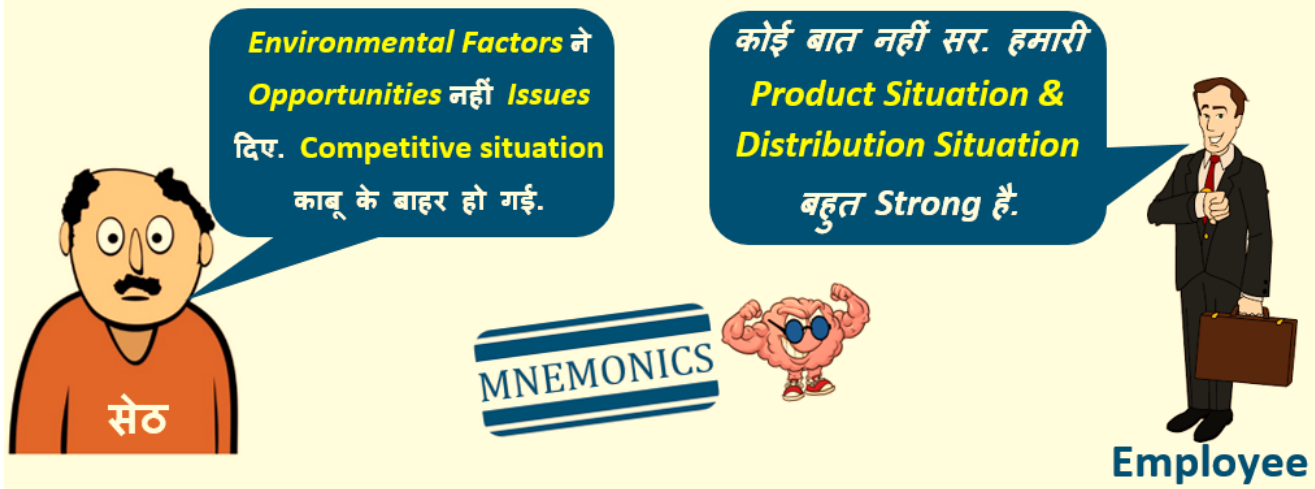 Environmental Factors ने
Opportunities नहीं Issues
दिए. Competitive situation
काबू के बाहर हो गई.
कोई बात नहीं सर. हमारी
Product Situation &
Distribution Situation
बहुत Strong है.
सेठ
MNEMONICS
Employee